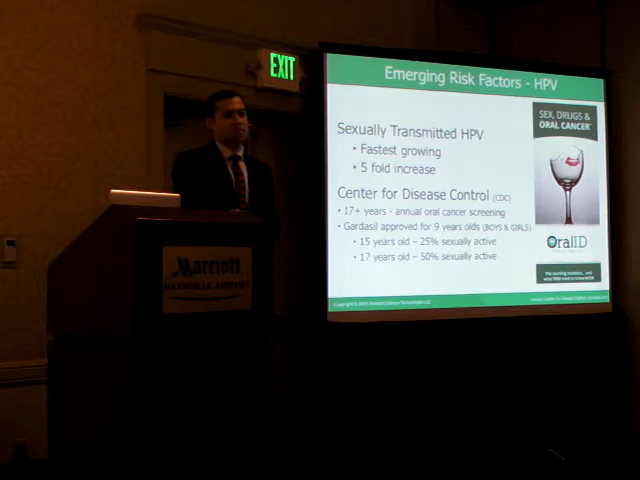 EXIT
Emerging Risk Factors - HPV
Sexually Transmitted HPV
• Fastest growing
• 5 fold increase
Center for Disease Control (CDC)
• 17+ years - annual oral cancer screening
• Gardasil approved for 9 years olds (BOYS & GIRLS)
• 15 years old – 25% sexually active
• 17 years old – 50% sexually active
SEX, DRUGS &
ORAL CANCER
OralID
Marriott
NASHVILLE AIRPORT